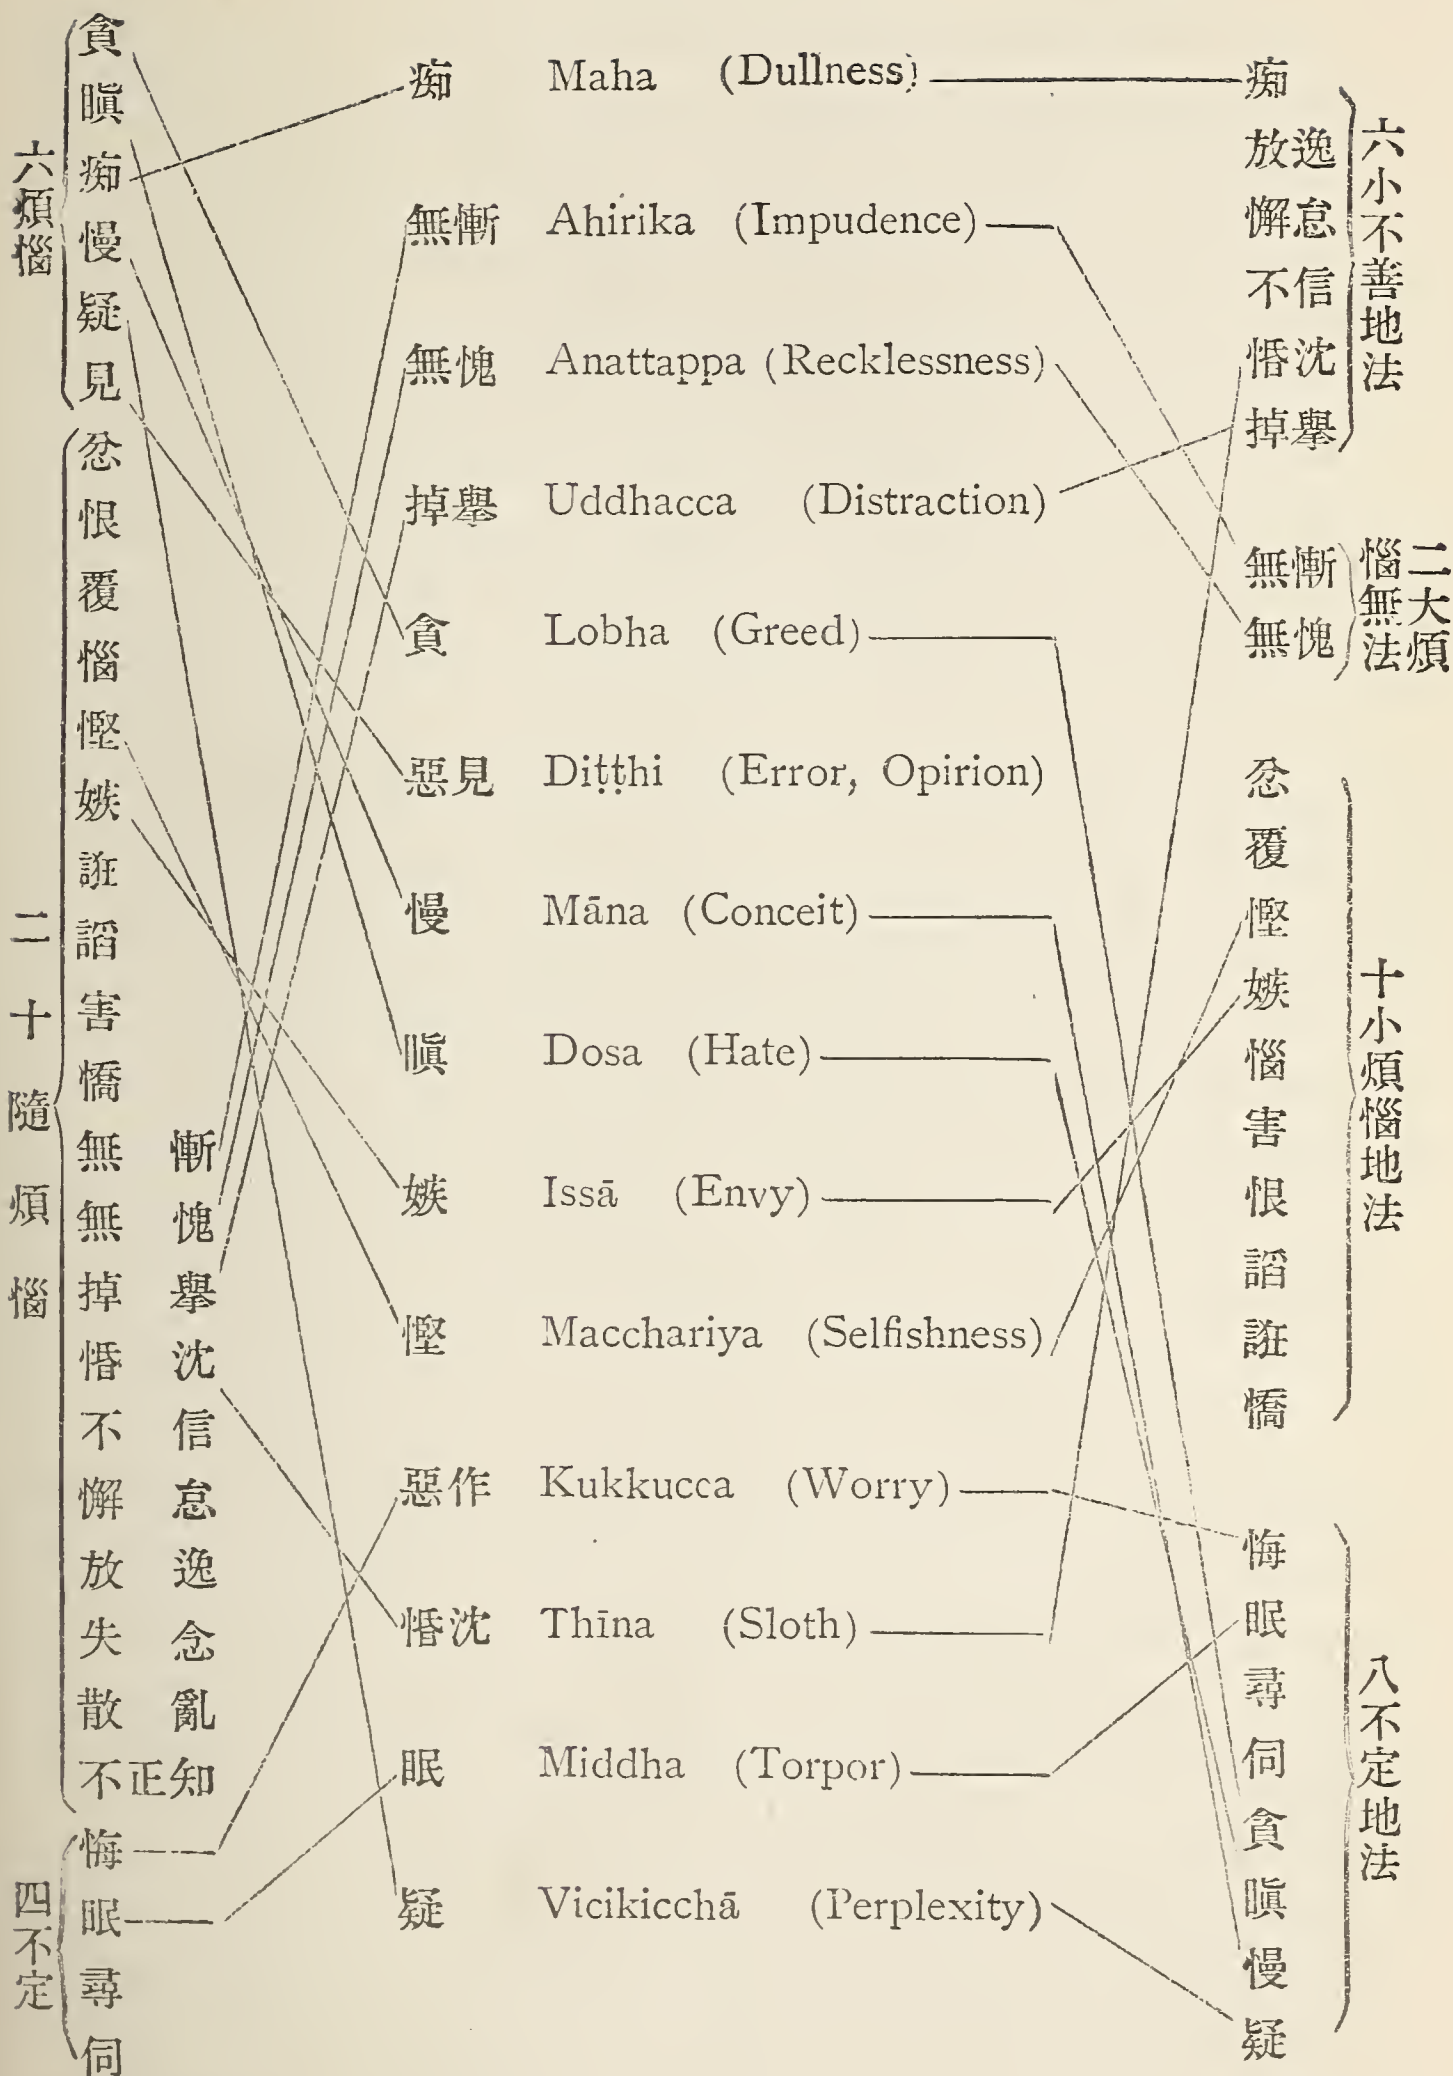 六煩惱
貪
瞋
痴
慢
疑
見
二十隨煩惱
忿
恨
覆
惱
慳
嫉
誑
諂
害
憍
無慚
無愧
掉擧
惛沈
不信
懈怠
放逸
失念
散亂
不正知
四不定
悔
眠
尋
伺
痴 Maha (Dullness)
無慚 Ahirika (Impudence)
無愧 Anattappa (Recklessness)
掉擧 Uddhacca (Distraction)
貪 Lobha (Greed)
惡見 Diṭṭhi (Error, Opirion)
慢 Māna (Conceit)
瞋 Dosa (Hate)
嫉 Issā (Envy)
慳 Macchariya (Selfishness)
惡作 Kukkucca (Worry)
惛沈 Thīna (Sloth)
眠 Middha (Torpor)
疑 Vicikicchā (Perplexity)
六小不善地法
痴
放逸
懈怠
不信
惛沈
掉擧
二大煩
惱無法
無慚
無愧
十小煩惱地法
忿
覆
慳
嫉
惱
害
恨
諂
誑
憍
八不定地法
悔
眠
尋
伺
貪
瞋
慢
疑